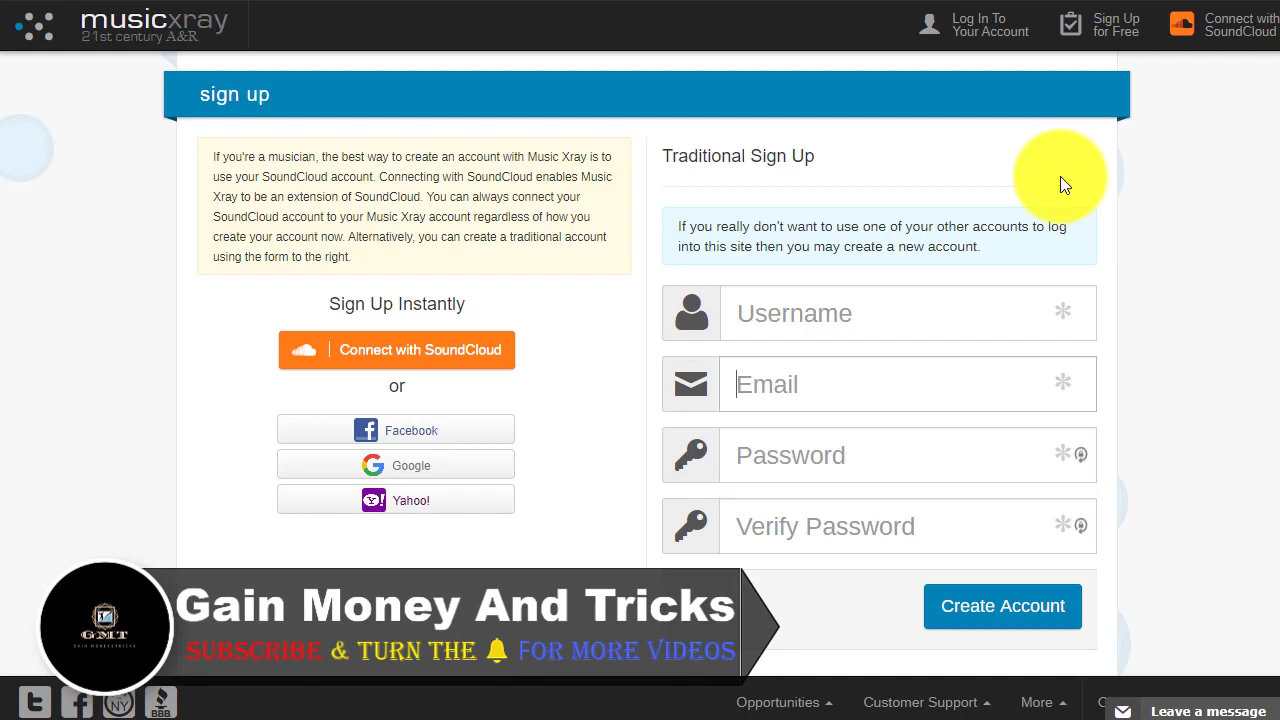 musicxray
21st century A&R
Log In To
Your Account
Sign Up
for Free
Connect with
SoundCloud
sign up
If you're a musician, the best way to create an account with Music Xray is to
use your SoundCloud account. Connecting with SoundCloud enables Music
Xray to be an extension of SoundCloud. You can always connect your
SoundCloud account to your Music Xray account regardless of how you
create your account now. Alternatively, you can create a traditional account
using the form to the right.
Sign Up Instantly
Connect with SoundCloud
or
Facebook
Google
Yahoo!
Traditional Sign Up
If you really don't want to use one of your other accounts to log
into this site then you may create a new account.
Username
Email
Password
Verify Password
Create Account
GMT
Gain Money And Tricks
SUBSCRIBE & TURN THE FOR MORE VIDEOS
NY
BBB
Opportunities
Customer Support
More
Leave a message